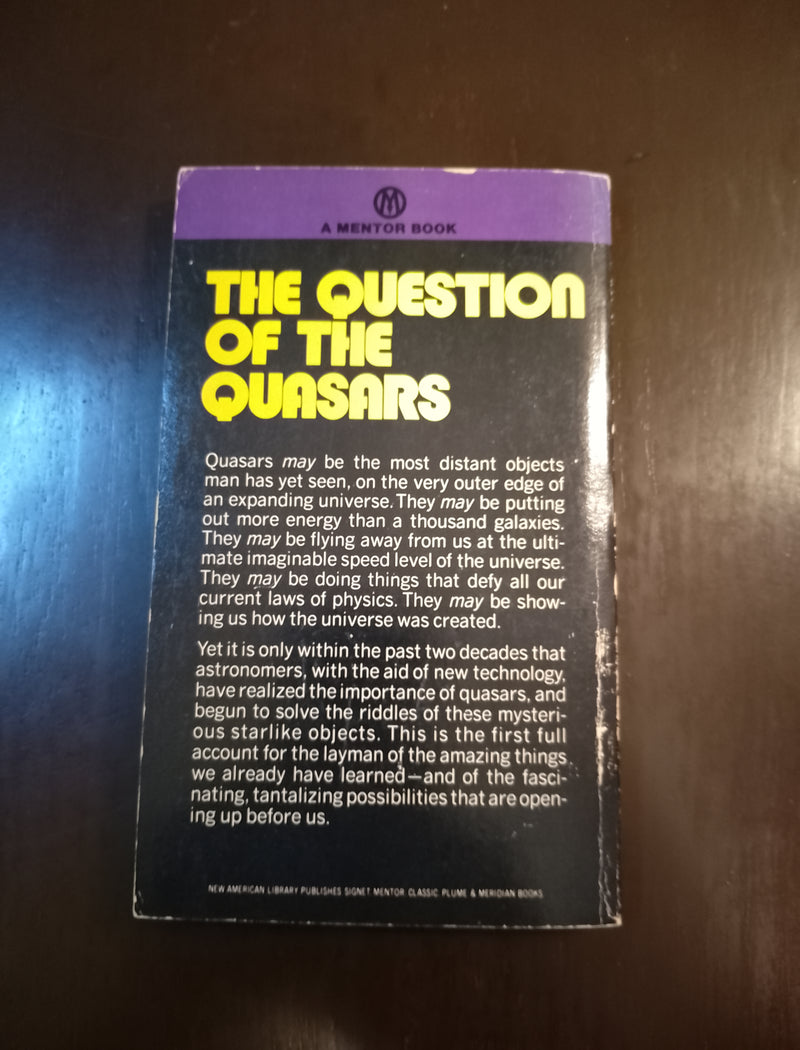 M
A MENTOR BOOK
THE QUESTION
OF THE
QUASARS
Quasars may be the most distant objects
man has yet seen, on the very outer edge of
an expanding universe. They may be putting
out more energy than a thousand galaxies.
They may be flying away from us at the ulti-
mate imaginable speed level of the universe.
They may be doing things that defy all our
current laws of physics. They may be show-
ing us how the universe was created.
Yet it is only within the past two decades that
astronomers, with the aid of new technology,
have realized the importance of quasars, and
begun to solve the riddles of these mysteri-
ous starlike objects. This is the first full
account for the layman of the amazing things
we already have learned—and of the fasci-
nating, tantalizing possibilities that are open-
ing up before us.
NEW AMERICAN LIBRARY PUBLISHES SIGNET MENTOR CLASSIC PLUME & MERIDIAN BOOKS